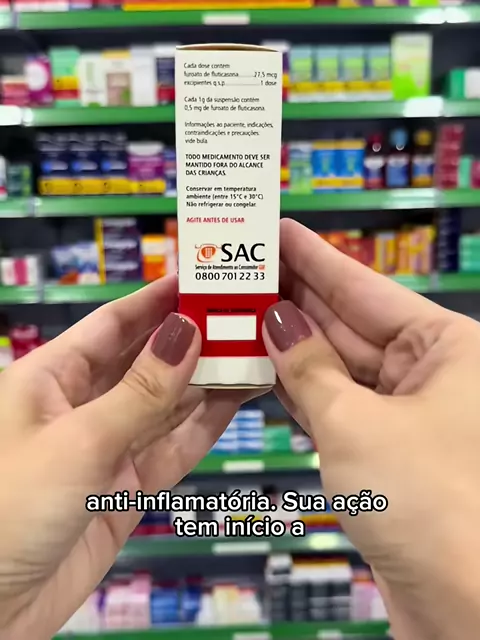 Cada dose contém:
furoato de fluticasona..........27,5 mcg
excipientes q.s.p....................1 dose
Cada 1g da suspensão contém
0,5 mg de furoato de fluticasona.
Informações ao paciente, indicações,
contraindicações e precauções:
vide bula.
TODO MEDICAMENTO DEVE SER
MANTIDO FORA DO ALCANCE
DAS CRIANÇAS.
Conservar em temperatura
ambiente (entre 15°C e 30°C)
Não refrigerar ou congelar.
AGITE ANTES DE USAR
SAC
Serviço de Atendimento ao Consumidor
0800 701 22 33
anti-inflamatória. Sua ação
tem início a